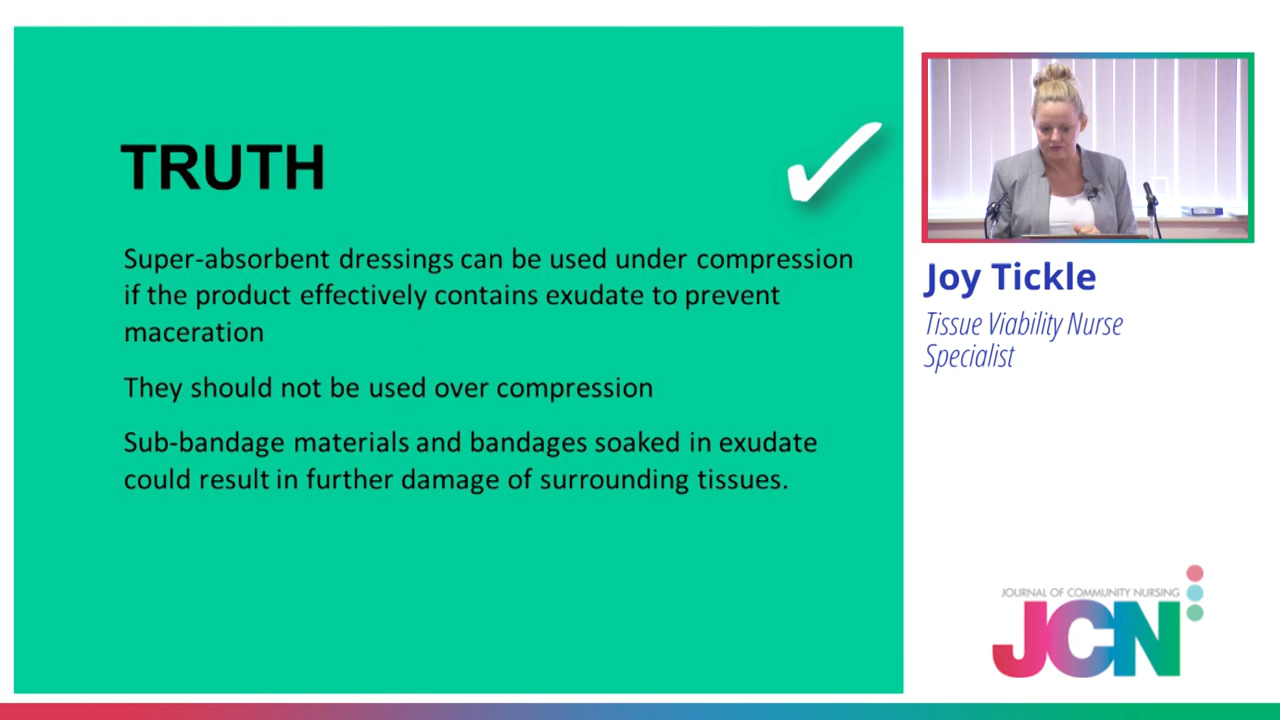 TRUTH
Super-absorbent dressings can be used under compression
if the product effectively contains exudate to prevent
maceration
They should not be used over compression
Sub-bandage materials and bandages soaked in exudate
could result in further damage of surrounding tissues.
Joy Tickle
Tissue Viability Nurse
Specialist
JOURNAL OF COMMUNITY NURSING
JCN